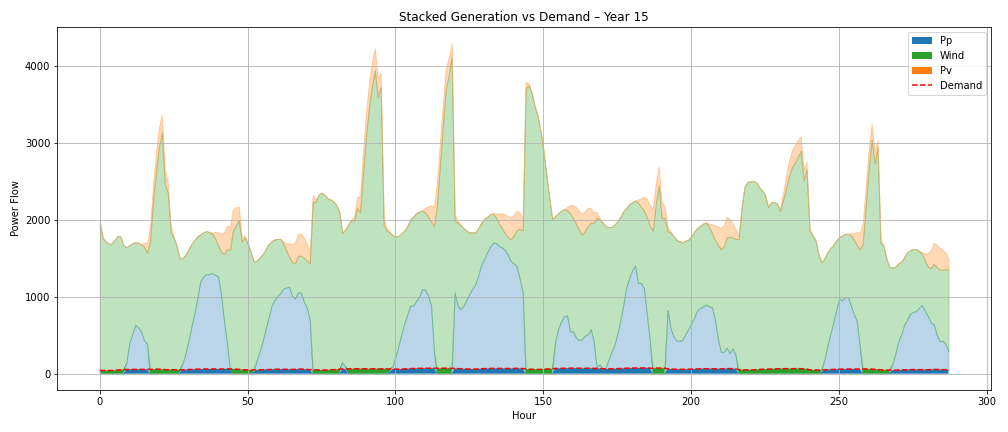 Stacked Generation vs Demand – Year 15
Pp
Wind
Pv
Demand
4000
3000
2000
1000
0
Power Flow
0 50 100 150 200 250 300
Hour